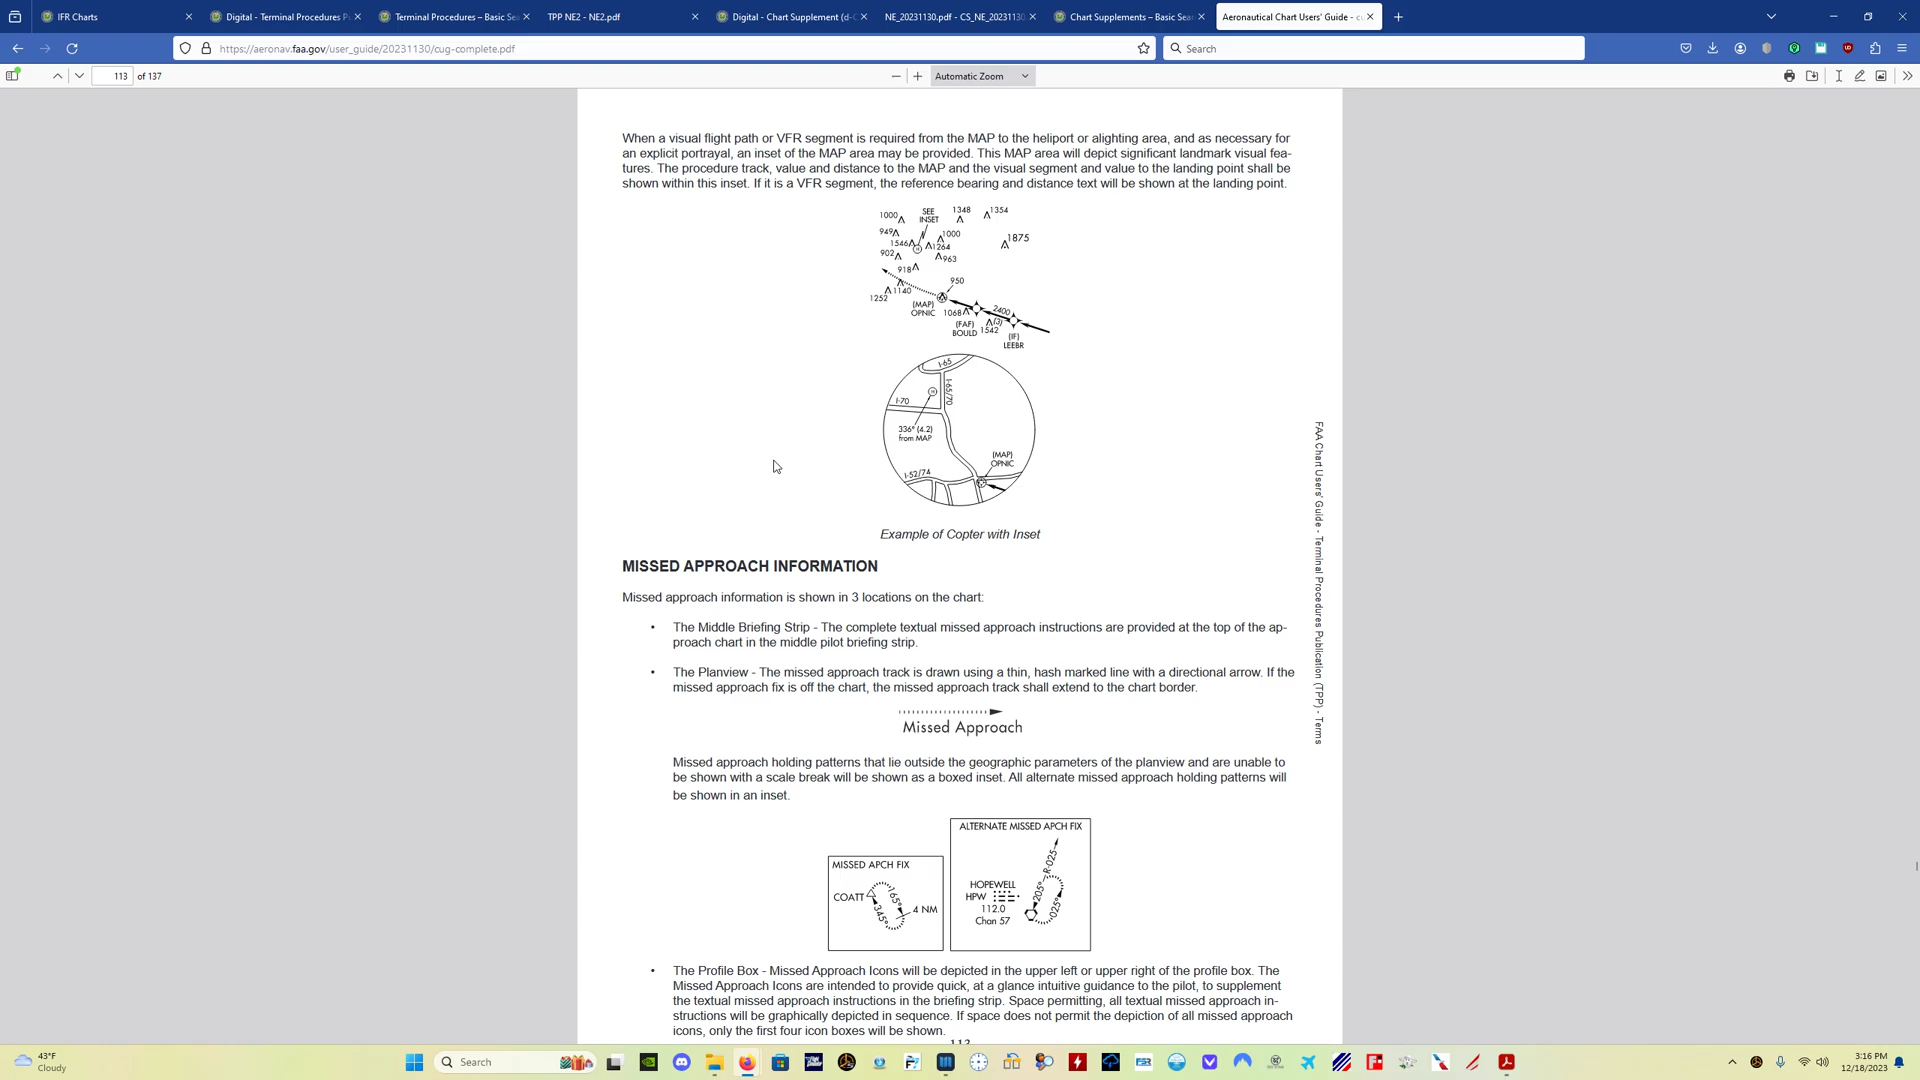 IFR Charts
Digital - Terminal Procedures P
Terminal Procedures – Basic Sea
TPP NE2 - NE2.pdf
Digital - Chart Supplement (d-C
NE_20231130.pdf - CS_NE_20231130.
Chart Supplements – Basic Sear
Aeronautical Chart Users' Guide - cu
https://aeronav.faa.gov/user_guide/20231130/cug-complete.pdf
Search
113 of 137
Automatic Zoom
When a visual flight path or VFR segment is required from the MAP to the heliport or alighting area, and as necessary for
an explicit portrayal, an inset of the MAP area may be provided. This MAP area will depict significant landmark visual fea-
tures. The procedure track, value and distance to the MAP and the visual segment and value to the landing point shall be
shown within this inset. If it is a VFR segment, the reference bearing and distance text will be shown at the landing point.
1000
SEE
INSET
1348
1354
949
1000
1546
1264
1875
902
963
918
950
1252
1140
(MAP)
OPNIC
1068
2400
(3)
(FAF)
BOULD
1542
(IF)
LEEBR
I-65
I-65/70
H
I-70
336° (4.2)
from MAP
(MAP)
OPNIC
I-52/74
Example of Copter with Inset
MISSED APPROACH INFORMATION
Missed approach information is shown in 3 locations on the chart:
• The Middle Briefing Strip - The complete textual missed approach instructions are provided at the top of the ap-
proach chart in the middle pilot briefing strip.
• The Planview - The missed approach track is drawn using a thin, hash marked line with a directional arrow. If the
missed approach fix is off the chart, the missed approach track shall extend to the chart border.
Missed Approach
Missed approach holding patterns that lie outside the geographic parameters of the planview and are unable to
be shown with a scale break will be shown as a boxed inset. All alternate missed approach holding patterns will
be shown in an inset.
MISSED APCH FIX
COATT
165°
345°
4 NM
ALTERNATE MISSED APCH FIX
R-025
HOPEWELL
HPW
112.0
Chan 57
205°
025°
• The Profile Box - Missed Approach Icons will be depicted in the upper left or upper right of the profile box. The
Missed Approach Icons are intended to provide quick, at a glance intuitive guidance to the pilot, to supplement
the textual missed approach instructions in the briefing strip. Space permitting, all textual missed approach in-
structions will be graphically depicted in sequence. If space does not permit the depiction of all missed approach
icons, only the first four icon boxes will be shown.
113
FAA Chart Users' Guide - Terminal Procedures Publication (TPP) - Terms
43°F
Cloudy
Search
3:16 PM
12/18/2023